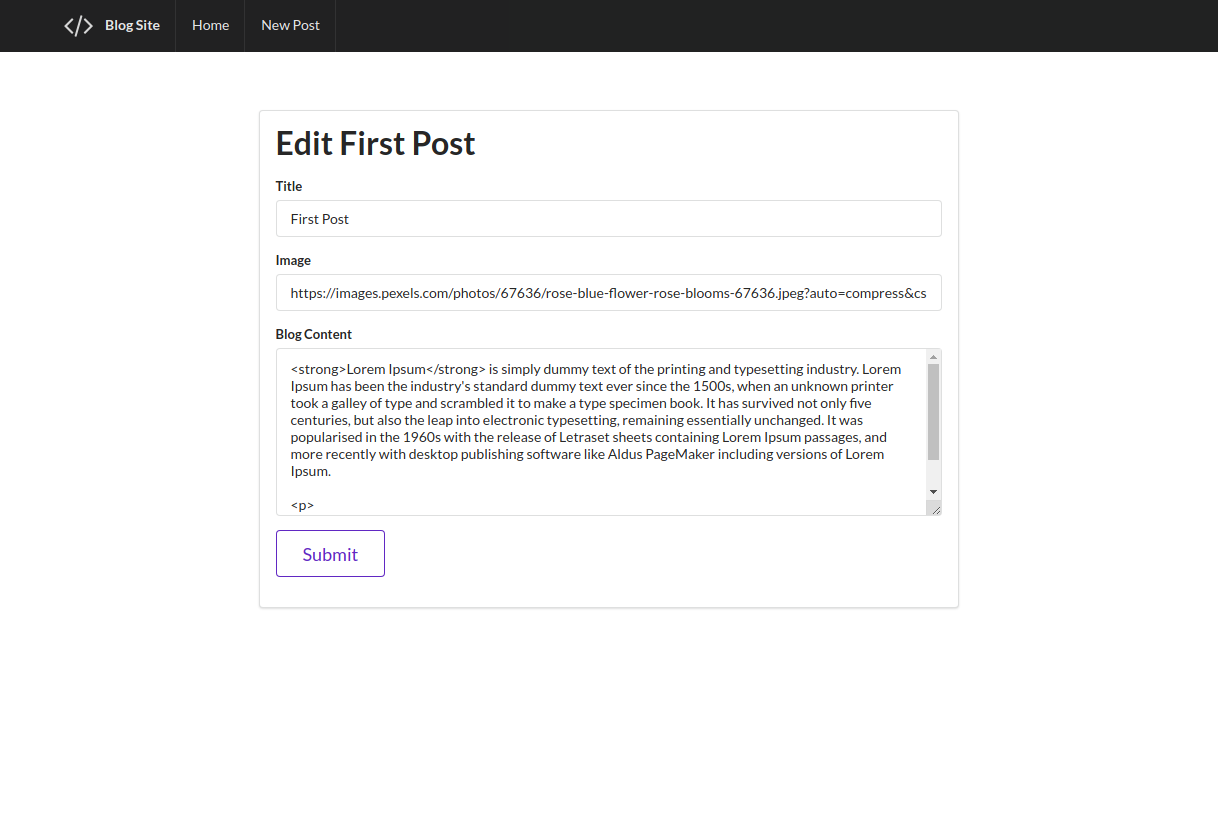 </> Blog Site Home New Post
Edit First Post
Title
First Post
Image
https://images.pexels.com/photos/67636/rose-blue-flower-rose-blooms-67636.jpeg?auto=compress&cs
Blog Content
<strong>Lorem Ipsum</strong> is simply dummy text of the printing and typesetting industry. Lorem
Ipsum has been the industry's standard dummy text ever since the 1500s, when an unknown printer
took a galley of type and scrambled it to make a type specimen book. It has survived not only five
centuries, but also the leap into electronic typesetting, remaining essentially unchanged. It was
popularised in the 1960s with the release of Letraset sheets containing Lorem Ipsum passages, and
more recently with desktop publishing software like Aldus PageMaker including versions of Lorem
Ipsum.
<p>
Submit